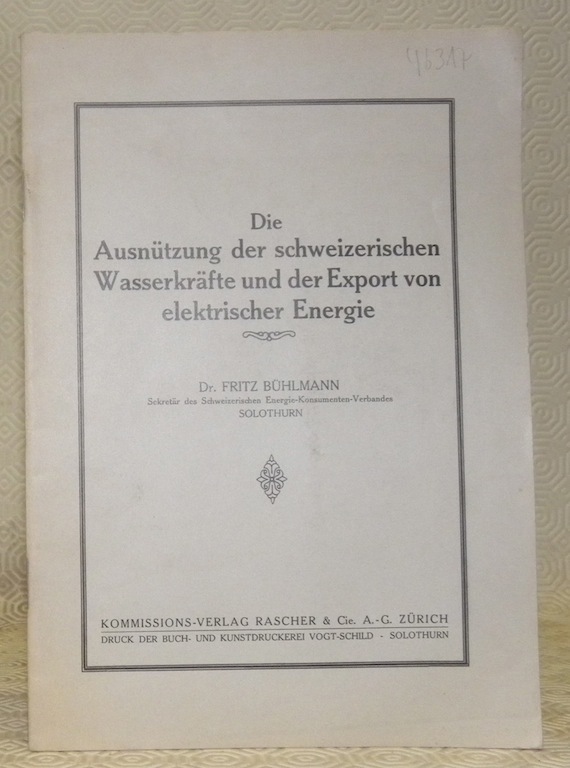 46317
Die
Ausnützung der schweizerischen
Wasserkräfte und der Export von
elektrischer Energie
Dr. FRITZ BÜHLMANN
Sekretär des Schweizerischen Energie-Konsumenten-Verbandes
SOLOTHURN
KOMMISSIONS-VERLAG RASCHER & Cie. A.-G. ZÜRICH
DRUCK DER BUCH- UND KUNSTDRUCKEREI VOGT-SCHILD - SOLOTHURN